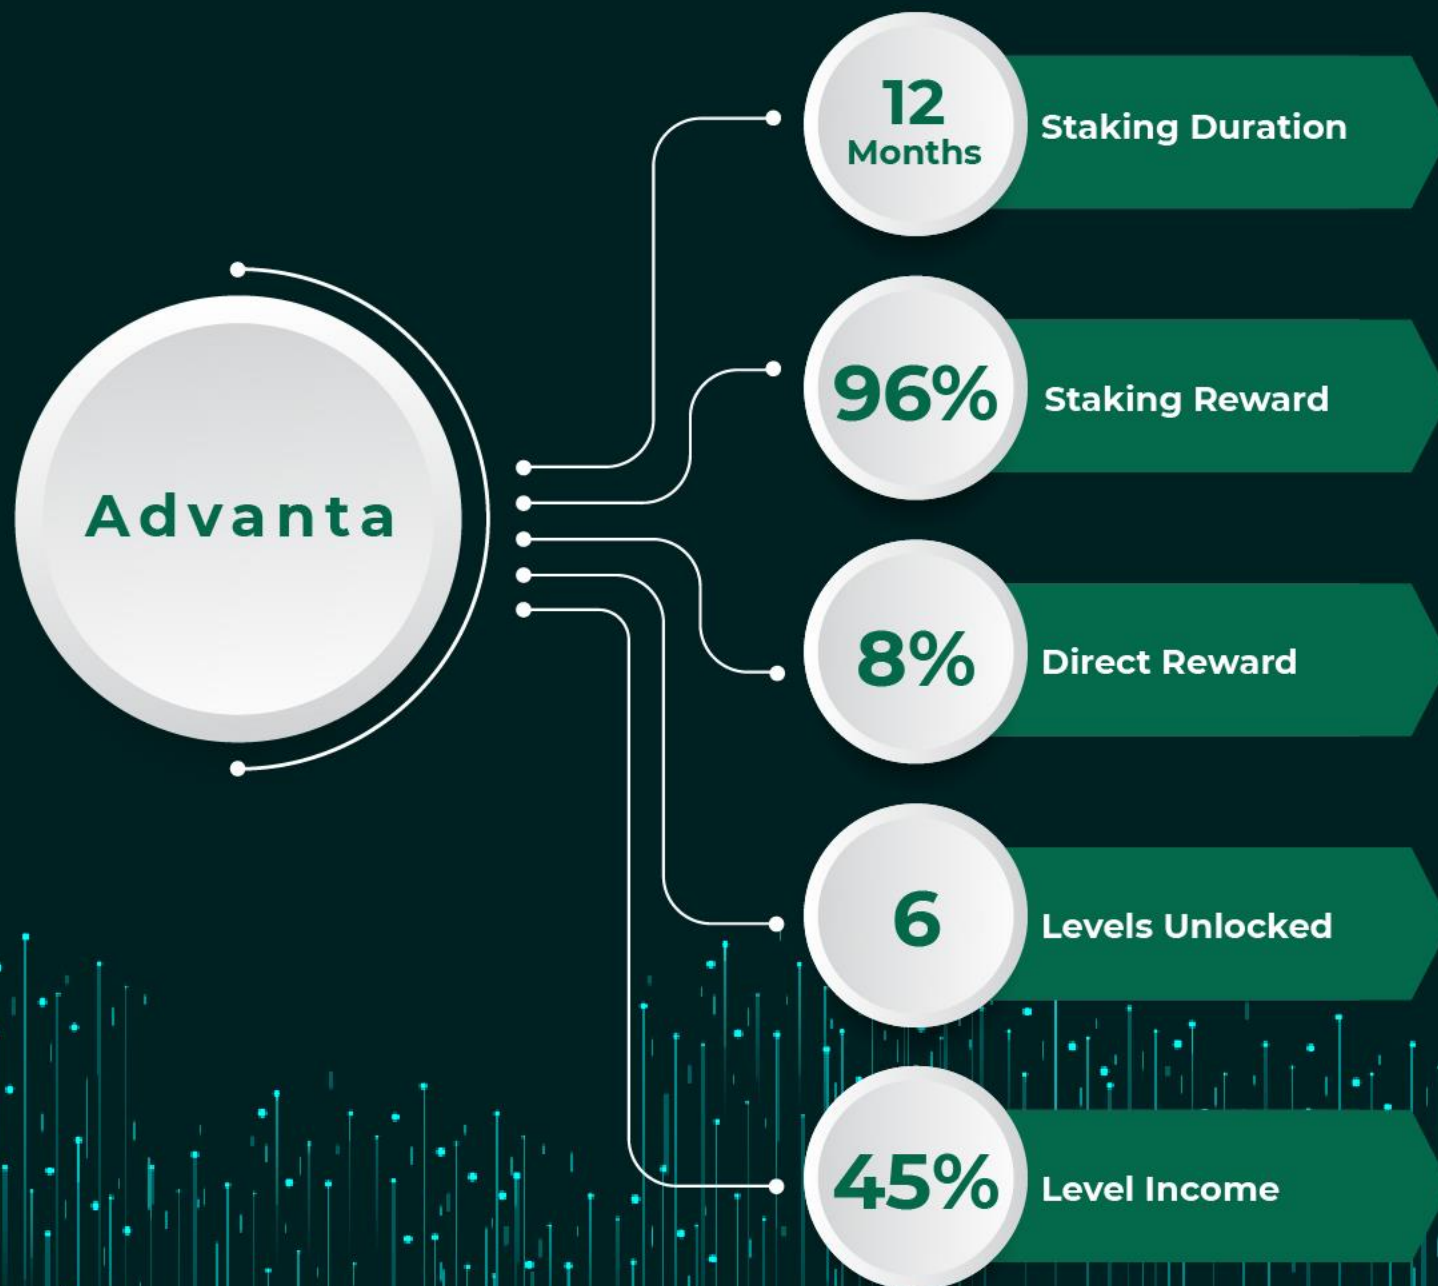 Advanta
12
Months
Staking Duration
96%
Staking Reward
8%
Direct Reward
6
Levels Unlocked
45%
Level Income